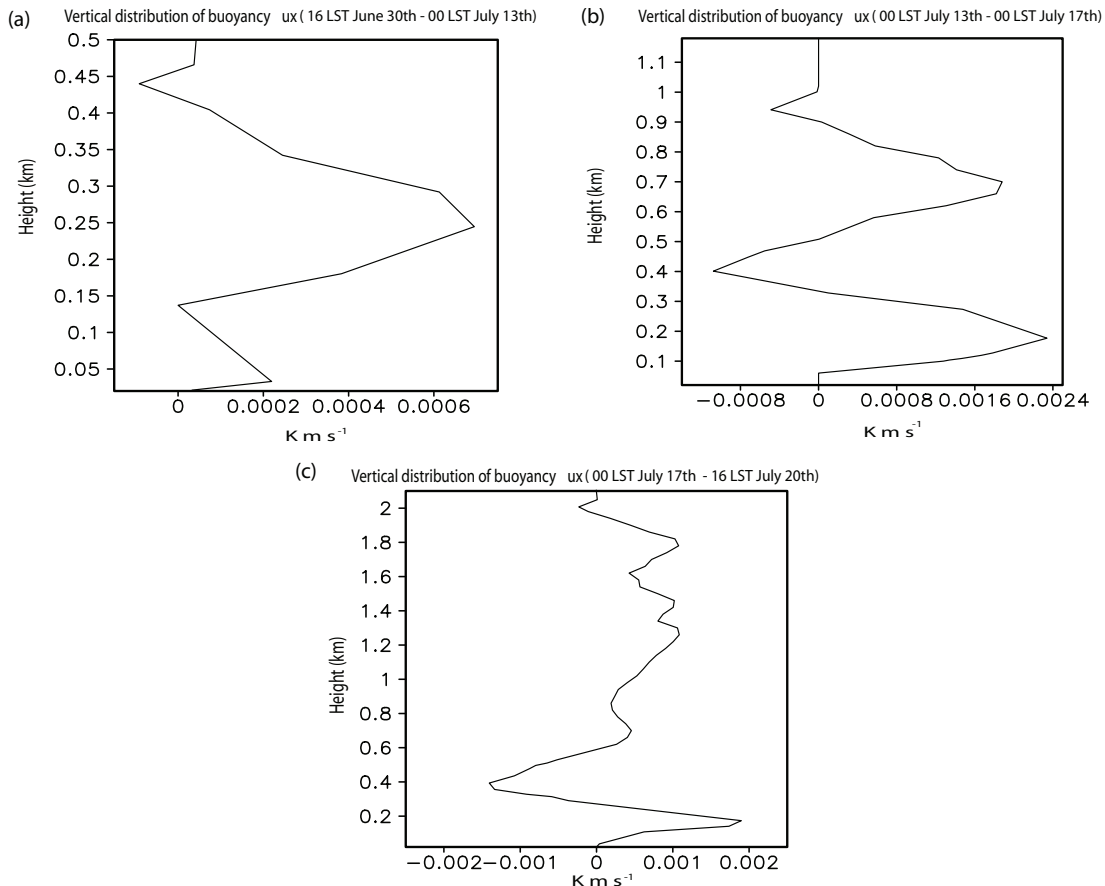 (a)
Vertical distribution of buoyancy ux ( 16 LST June 30th - 00 LST July 13th)
0.5
0.45
0.4
0.35
0.3
0.25
0.2
0.15
0.1
0.05
Height (km)
0 0.0002 0.0004 0.0006
K m s⁻¹
(b)
Vertical distribution of buoyancy ux ( 00 LST July 13th - 00 LST July 17th)
1.1
1
0.9
0.8
0.7
0.6
0.5
0.4
0.3
0.2
0.1
Height (km)
−0.0008 0 0.0008 0.0016 0.0024
K m s⁻¹
(c)
Vertical distribution of buoyancy ux ( 00 LST July 17th - 16 LST July 20th)
2
1.8
1.6
1.4
1.2
1
0.8
0.6
0.4
0.2
Height (km)
−0.002 −0.001 0 0.001 0.002
K m s⁻¹